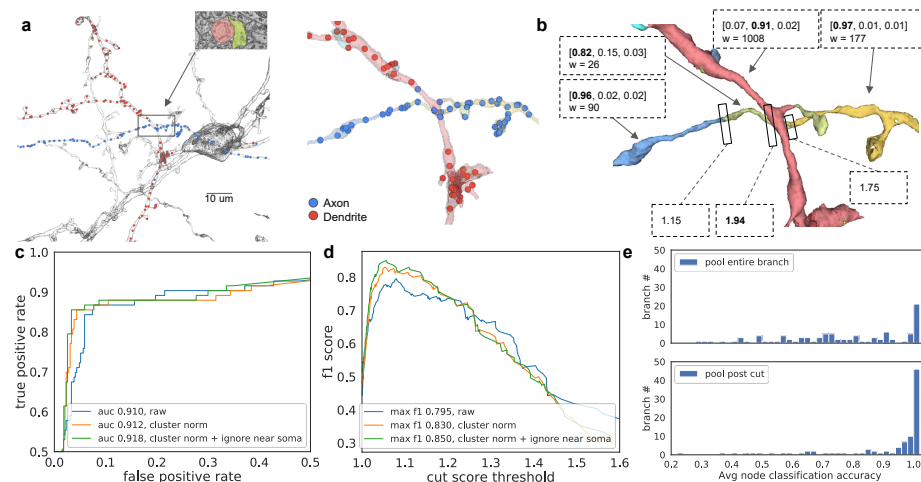 a
10 um
Axon
Dendrite
b
[0.82, 0.15, 0.03]
w = 26
[0.07, 0.91, 0.02]
w = 1008
[0.97, 0.01, 0.01]
w = 177
[0.96, 0.02, 0.02]
w = 90
1.15
1.94
1.75
c
true positive rate
1.0
0.9
0.8
0.7
0.6
0.5
auc 0.910, raw
auc 0.912, cluster norm
auc 0.918, cluster norm + ignore near soma
0.0 0.1 0.2 0.3 0.4 0.5
false positive rate
d
f1 score
0.8
0.7
0.6
0.5
0.4
0.3
max f1 0.795, raw
max f1 0.830, cluster norm
max f1 0.850, cluster norm + ignore near soma
1.0 1.1 1.2 1.3 1.4 1.5 1.6
cut score threshold
e
branch #
50
40
30
20
10
0
pool entire branch
branch #
50
40
30
20
10
0
pool post cut
0.2 0.3 0.4 0.5 0.6 0.7 0.8 0.9 1.0
Avg node classification accuracy